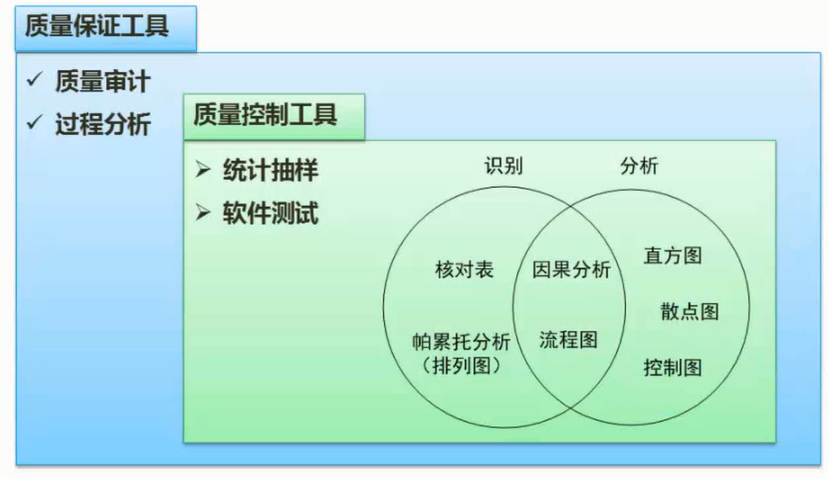 质量保证工具
✓ 质量审计
✓ 过程分析
质量控制工具
➢ 统计抽样
➢ 软件测试
识别
分析
核对表
帕累托分析
（排列图）
因果分析
流程图
直方图
散点图
控制图